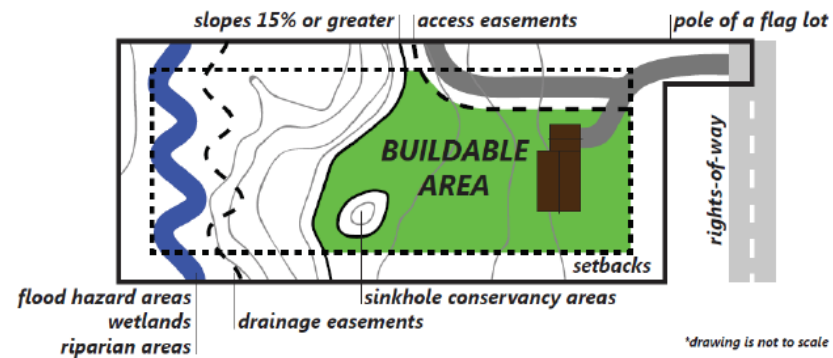 slopes 15% or greater
access easements
pole of a flag lot
BUILDABLE
AREA
rights-of-way
setbacks
flood hazard areas
wetlands
riparian areas
drainage easements
sinkhole conservancy areas
*drawing is not to scale